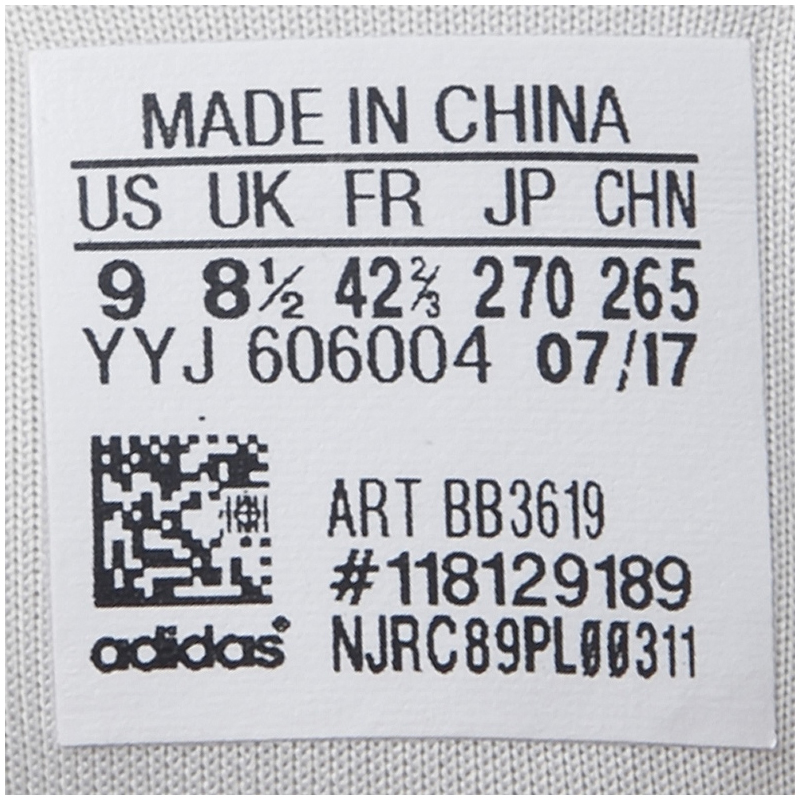 MADE IN CHINA
US UK FR JP CHN
9 8½ 42⅔ 270 265
YYJ 606004 07/17
ART BB3619
#118129189
adidas® NJRC89PL00311